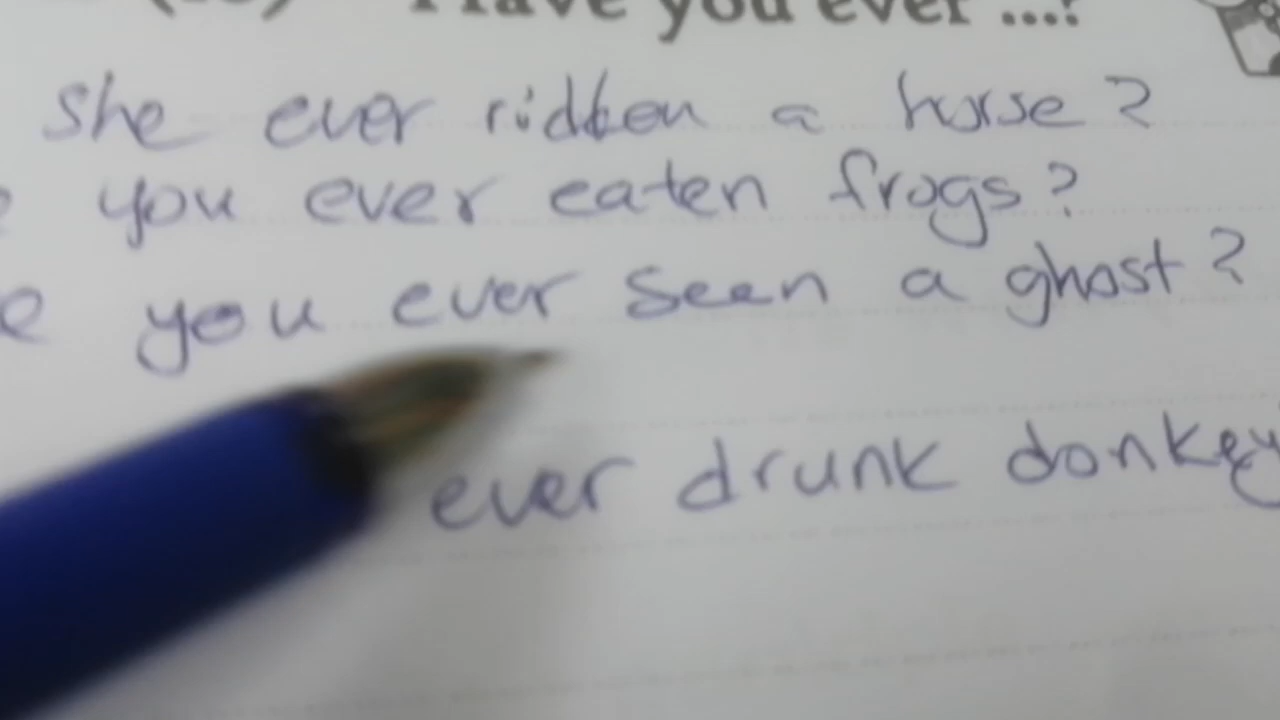 Have you ever ...?
she ever ridden a horse?
e you ever eaten frogs?
e you ever seen a ghost?
ever drunk donkey